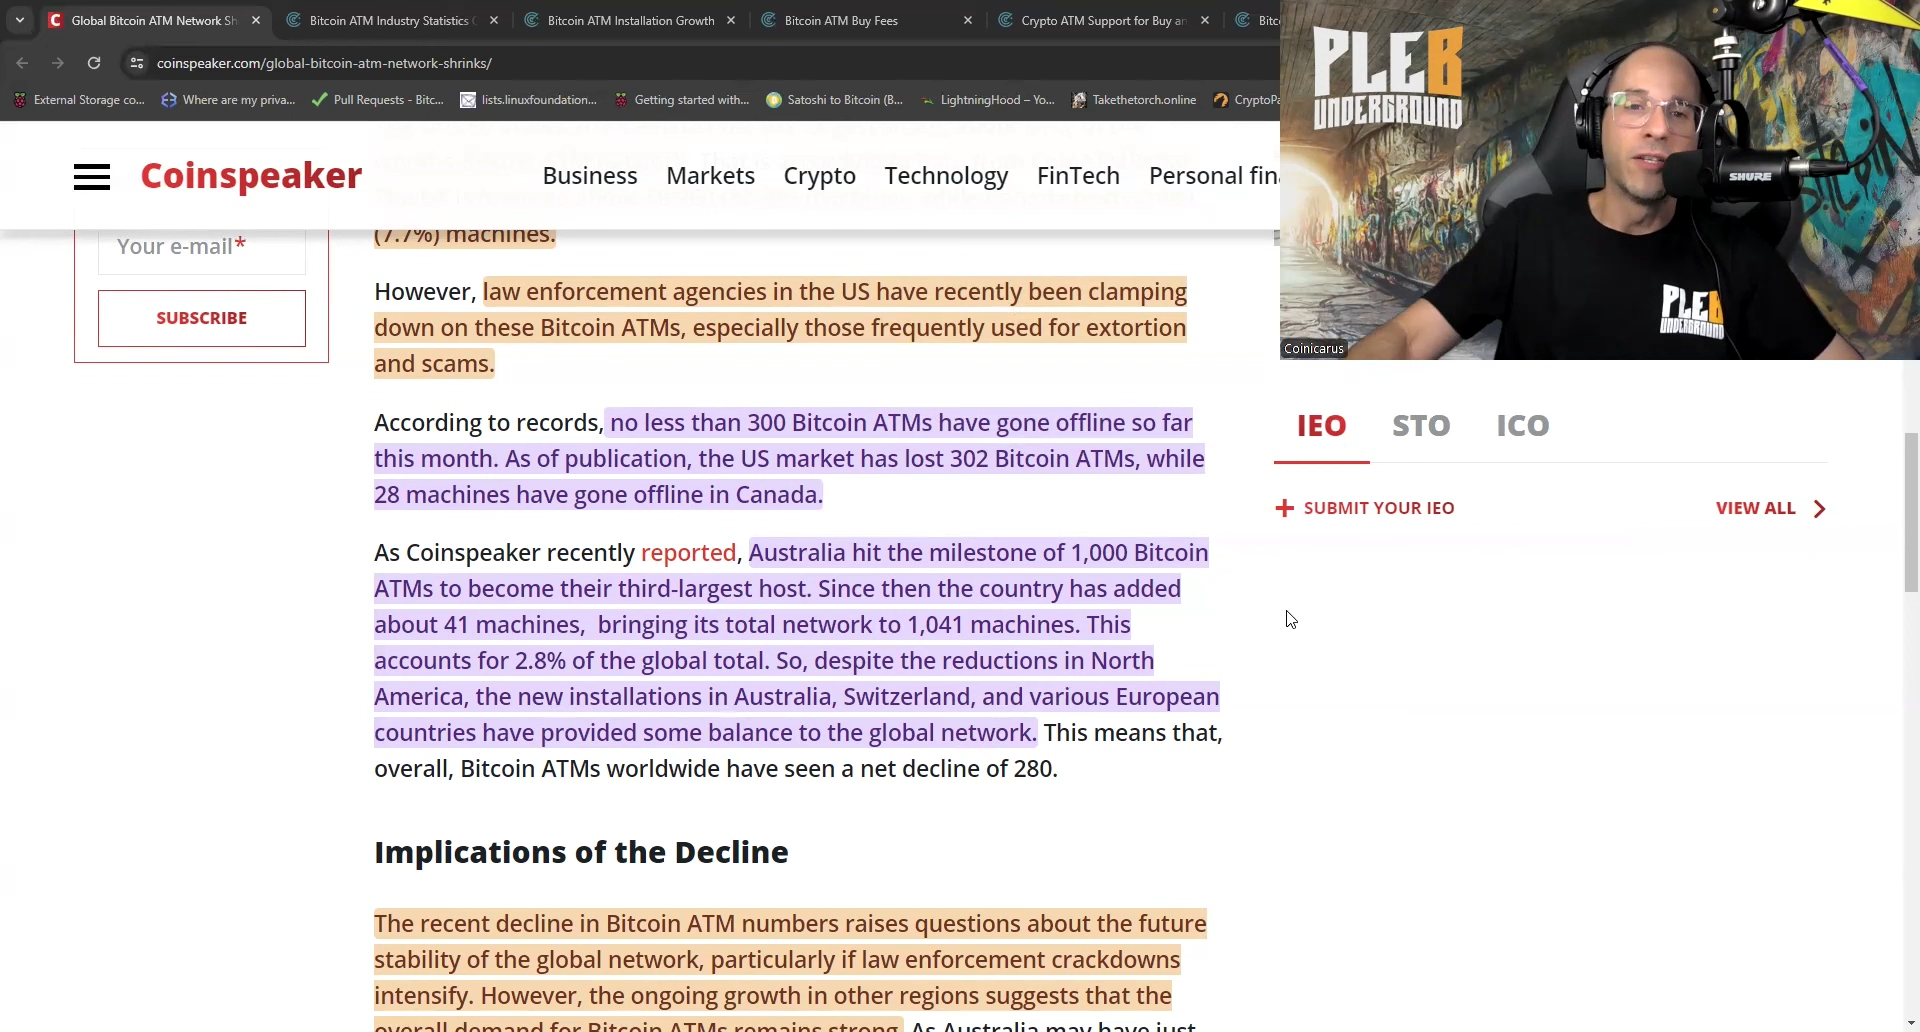 Global Bitcoin ATM Network Sh
Bitcoin ATM Industry Statistics
Bitcoin ATM Installation Growth
Bitcoin ATM Buy Fees
Crypto ATM Support for Buy an
Bitc
coinspeaker.com/global-bitcoin-atm-network-shrinks/
External Storage co...
Where are my priva...
Pull Requests - Bitc...
lists.linuxfoundation...
Getting started with...
Satoshi to Bitcoin (B...
LightningHood – Yo...
Takethetorch.online
CryptoPa
PLEB
UNDERGROUND
SHURE
PLEB
UNDERGROUND
Coinicarus
Coinspeaker
Business
Markets
Crypto
Technology
FinTech
Personal fina
Your e-mail*
SUBSCRIBE
(7.7%) machines.
However, law enforcement agencies in the US have recently been clamping
down on these Bitcoin ATMs, especially those frequently used for extortion
and scams.
According to records, no less than 300 Bitcoin ATMs have gone offline so far
this month. As of publication, the US market has lost 302 Bitcoin ATMs, while
28 machines have gone offline in Canada.
As Coinspeaker recently reported, Australia hit the milestone of 1,000 Bitcoin
ATMs to become their third-largest host. Since then the country has added
about 41 machines, bringing its total network to 1,041 machines. This
accounts for 2.8% of the global total. So, despite the reductions in North
America, the new installations in Australia, Switzerland, and various European
countries have provided some balance to the global network. This means that,
overall, Bitcoin ATMs worldwide have seen a net decline of 280.
Implications of the Decline
The recent decline in Bitcoin ATM numbers raises questions about the future
stability of the global network, particularly if law enforcement crackdowns
intensify. However, the ongoing growth in other regions suggests that the
overall demand for Bitcoin ATMs remains strong. As Australia may have just
IEO
STO
ICO
+ SUBMIT YOUR IEO
VIEW ALL